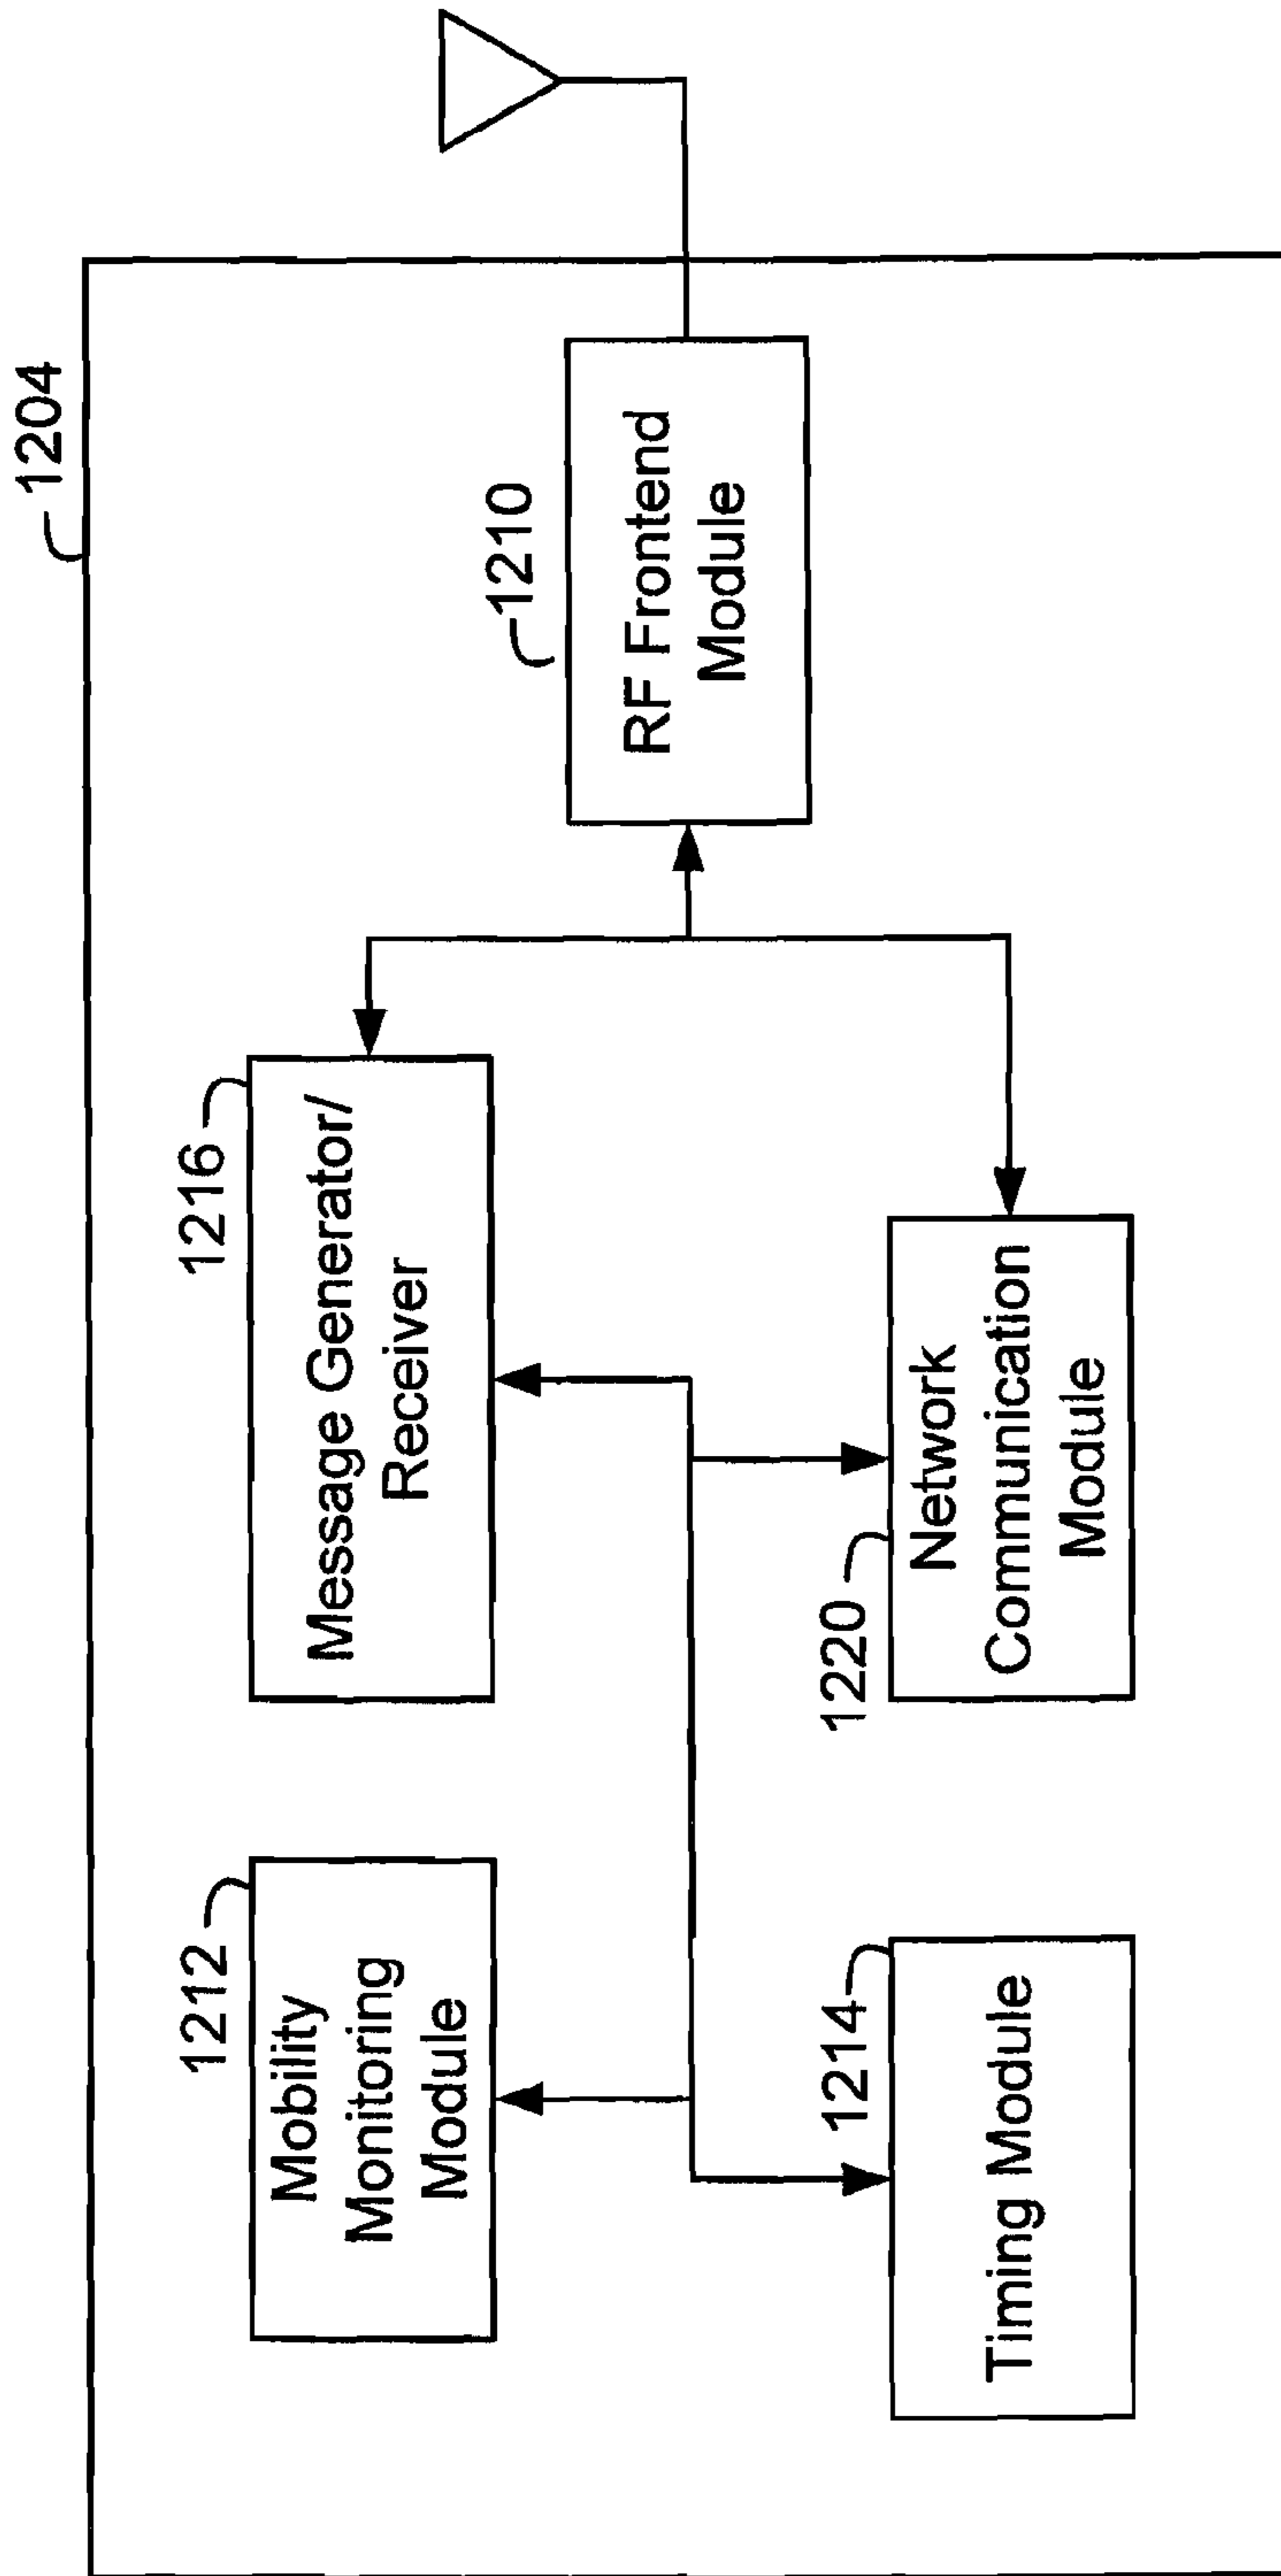 1204
1212
Mobility
Monitoring
Module
1216
Message Generator/
Receiver
1210
RF Frontend
Module
1214
Timing Module
1220
Network
Communication
Module